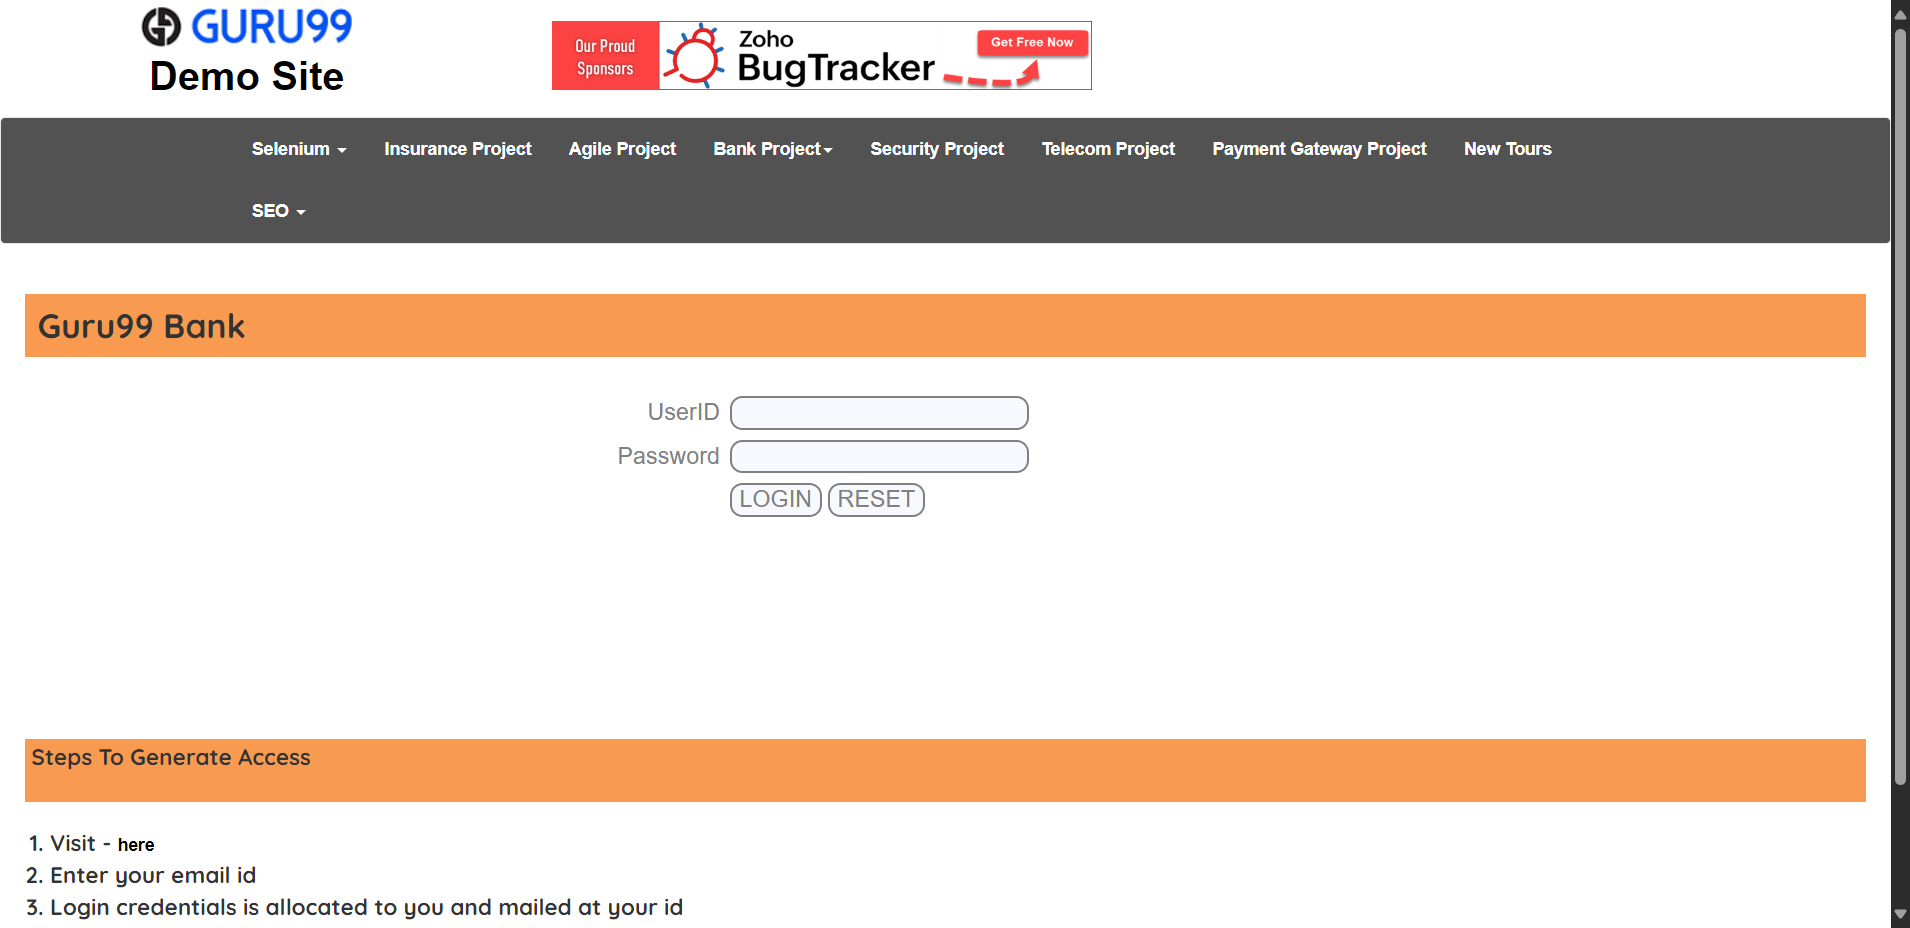 GURU99
Demo Site
Our Proud
Sponsors
Zoho
BugTracker
Get Free Now
Selenium Insurance Project Agile Project Bank Project Security Project Telecom Project Payment Gateway Project New Tours
SEO
Guru99 Bank
UserID
Password
LOGIN RESET
Steps To Generate Access
1. Visit - here
2. Enter your email id
3. Login credentials is allocated to you and mailed at your id